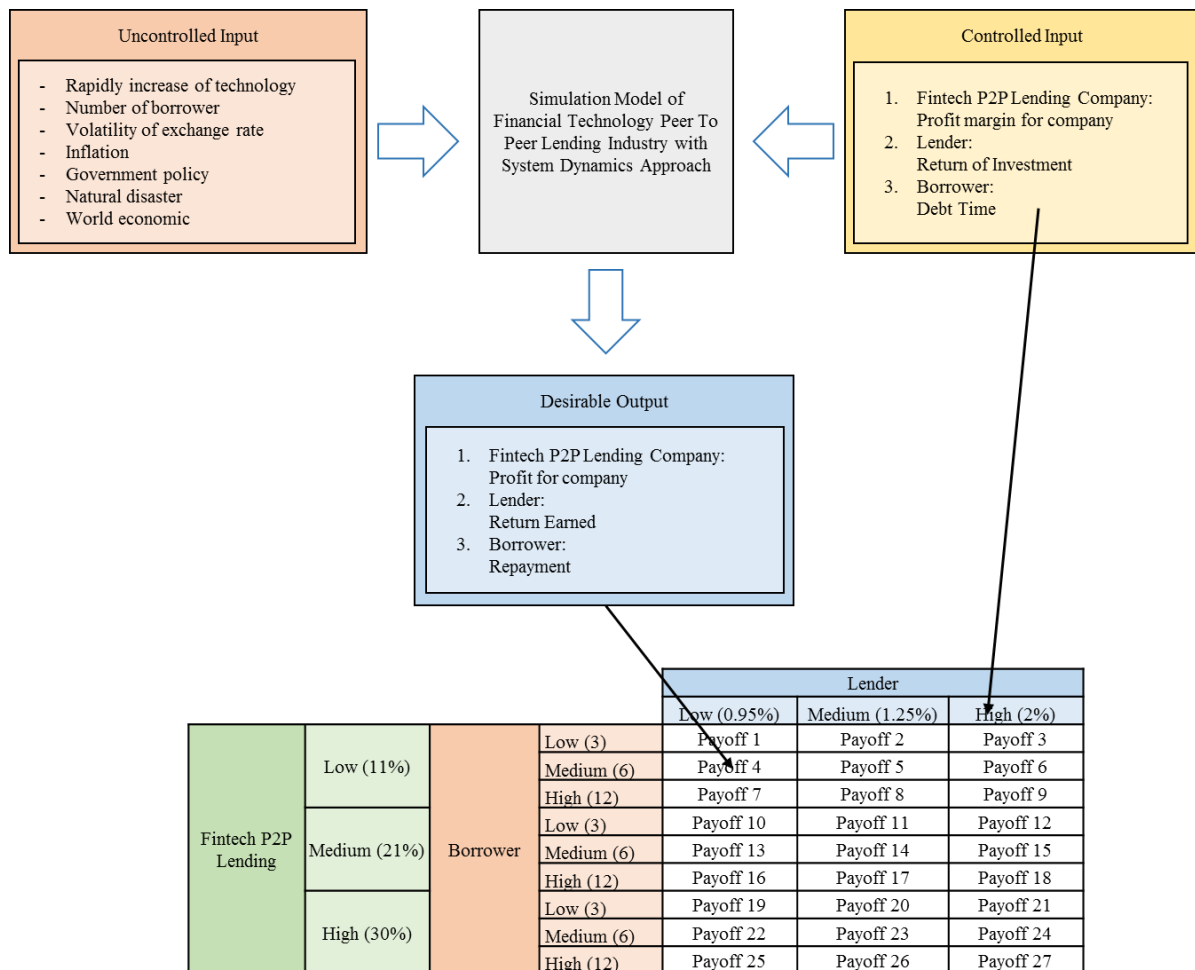 Uncontrolled Input
- Rapidly increase of technology
- Number of borrower
- Volatility of exchange rate
- Inflation
- Government policy
- Natural disaster
- World economic
Simulation Model of
Financial Technology Peer To
Peer Lending Industry with
System Dynamics Approach
Controlled Input
1. Fintech P2P Lending Company:
Profit margin for company
2. Lender:
Return of Investment
3. Borrower:
Debt Time
Desirable Output
1. Fintech P2P Lending Company:
Profit for company
2. Lender:
Return Earned
3. Borrower:
Repayment
Lender
Low (0.95%) Medium (1.25%) High (2%)
Fintech P2P
Lending
Low (11%)
Medium (21%)
High (30%)
Borrower
Low (3) Payoff 1 Payoff 2 Payoff 3
Medium (6) Payoff 4 Payoff 5 Payoff 6
High (12) Payoff 7 Payoff 8 Payoff 9
Low (3) Payoff 10 Payoff 11 Payoff 12
Medium (6) Payoff 13 Payoff 14 Payoff 15
High (12) Payoff 16 Payoff 17 Payoff 18
Low (3) Payoff 19 Payoff 20 Payoff 21
Medium (6) Payoff 22 Payoff 23 Payoff 24
High (12) Payoff 25 Payoff 26 Payoff 27